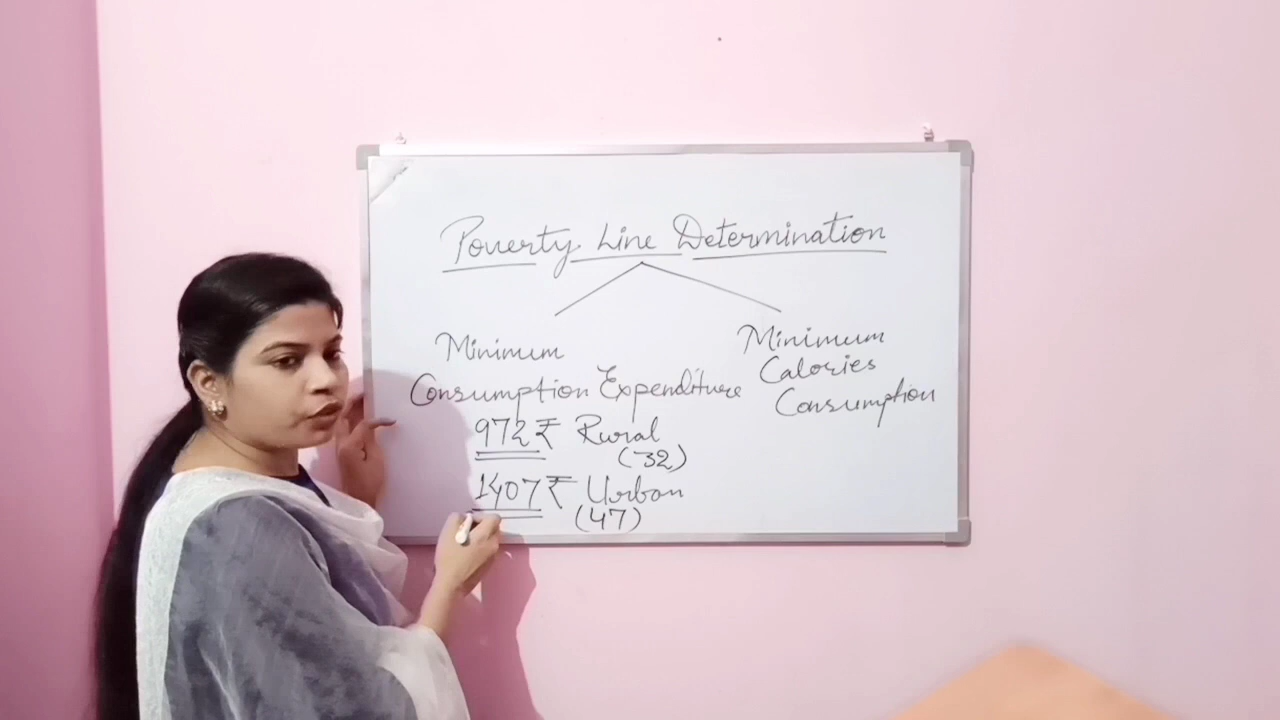 Poverty Line Determination
Minimum
Consumption Expenditure
972 ₹ Rural
(32)
1407 ₹ Urban
(47)
Minimum
Calories
Consumption